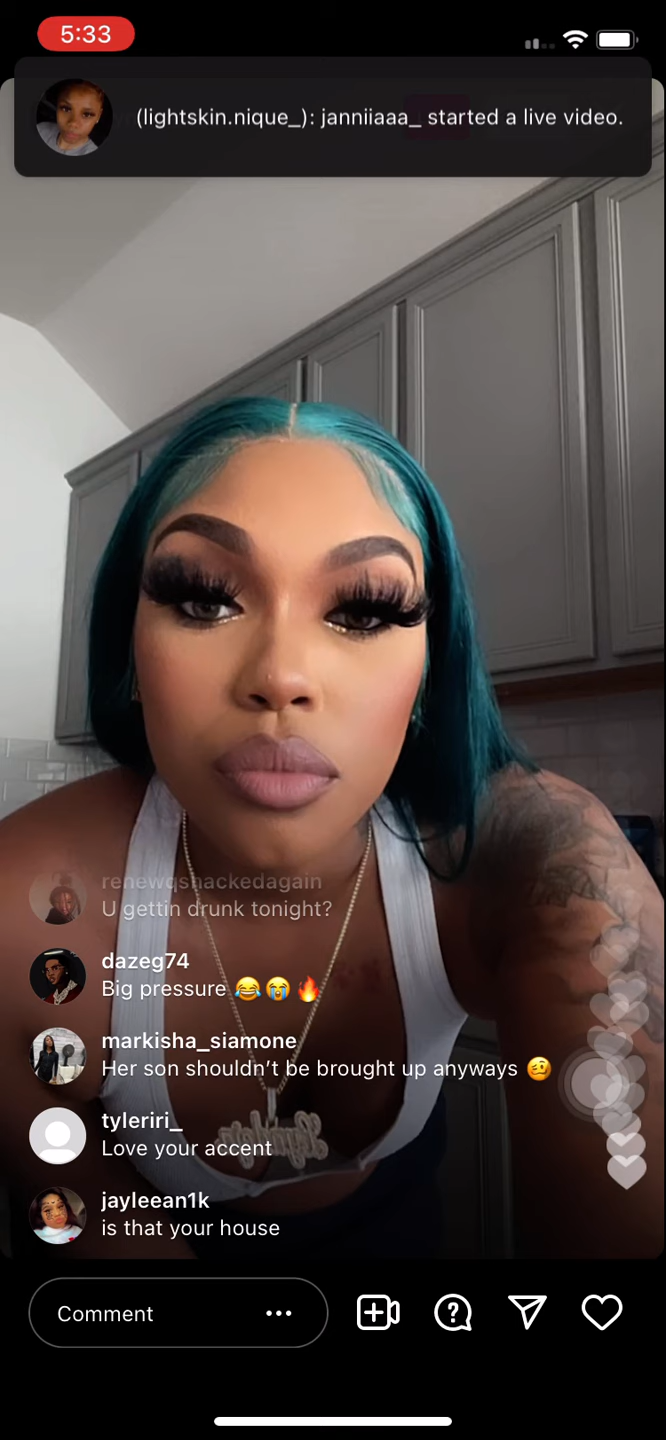 5:33
(lightskin.nique_): janniiaaa_ started a live video.
renewqshackedagain
U gettin drunk tonight?
dazeg74
Big pressure 😂😭🔥
markisha_siamone
Her son shouldn’t be brought up anyways 🥴
tyleriri_
Love your accent
jayleean1k
is that your house
Comment